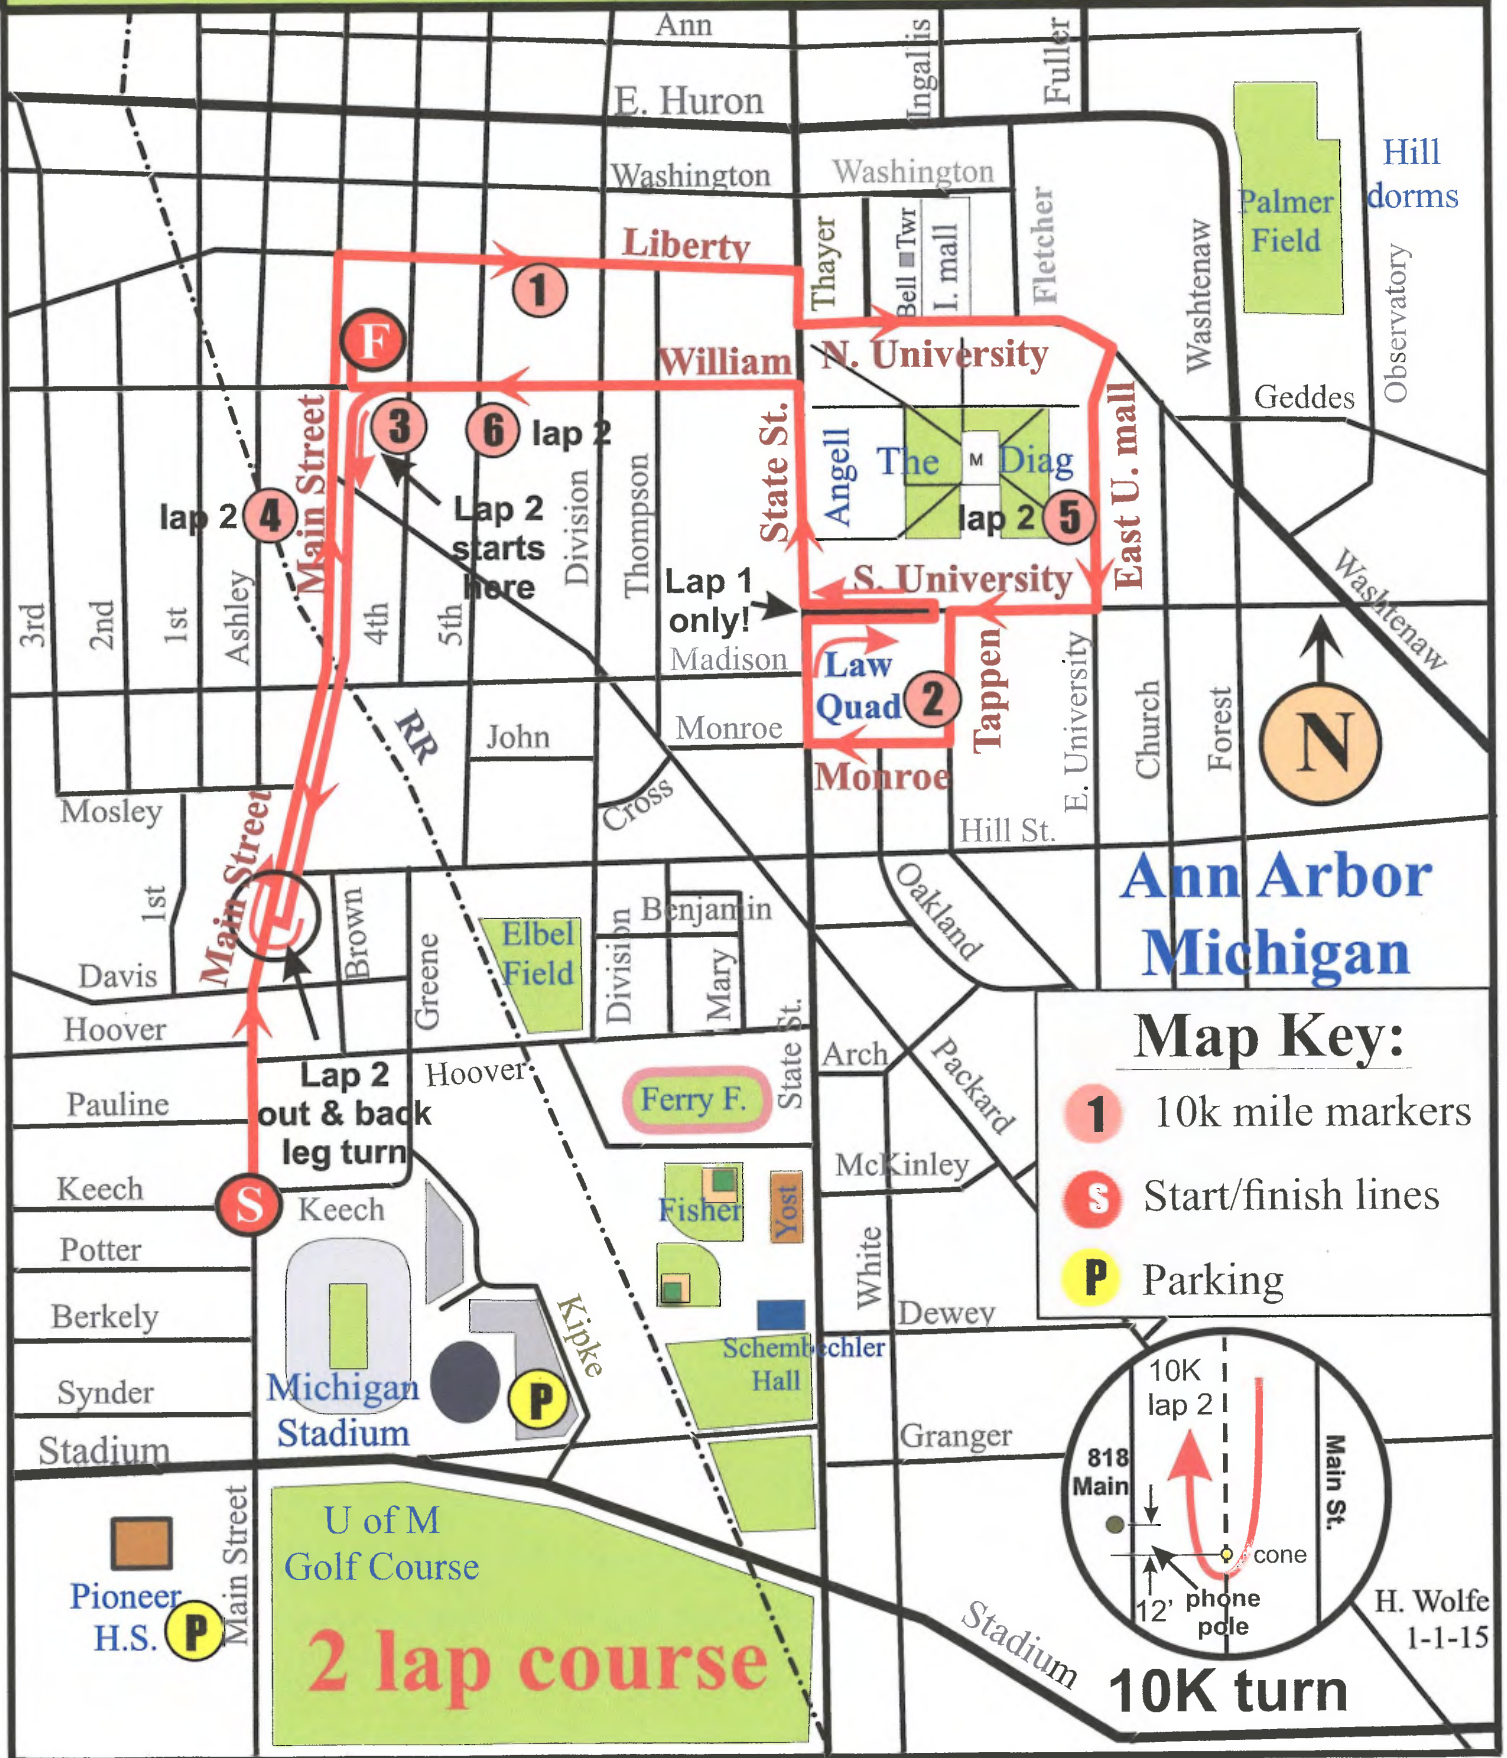 Ann
Ingallis
Fuller
E. Huron
Washington
Washington
Hill
dorms
Palmer
Field
Liberty
Thayer
Bell Twr
I. mall
Fletcher
Washtenaw
Observatory
1
F
William
N. University
Geddes
Main Street
3
6 lap 2
State St.
Angell
The M Diag
East U. mall
lap 2 4
Lap 2
starts
here
Division
Thompson
lap 2 5
Lap 1
only!
S. University
Washtenaw
3rd
2nd
1st
Ashley
4th
5th
Madison
Law
Quad
2
Tappen
E. University
Church
Forest
N
RR
John
Monroe
Monroe
Mosley
Cross
Hill St.
Main Street
1st
Brown
Greene
Elbel
Field
Division
Benjamin
Mary
Oakland
Ann Arbor
Michigan
Davis
Hoover
Hoover
State St.
Arch
Packard
Map Key:
1 10k mile markers
S Start/finish lines
P Parking
Lap 2
out & back
leg turn
Pauline
Ferry F.
McKinley
Keech
S
Keech
Fisher
Yost
Potter
White
Berkely
Kipke
Dewey
Schembechler
Hall
Synder
Michigan
Stadium
P
Stadium
Granger
10K
lap 2
818
Main
Main St.
cone
12'
phone
pole
U of M
Golf Course
Main Street
Pioneer
H.S. P
2 lap course
Stadium
10K turn
H. Wolfe
1-1-15